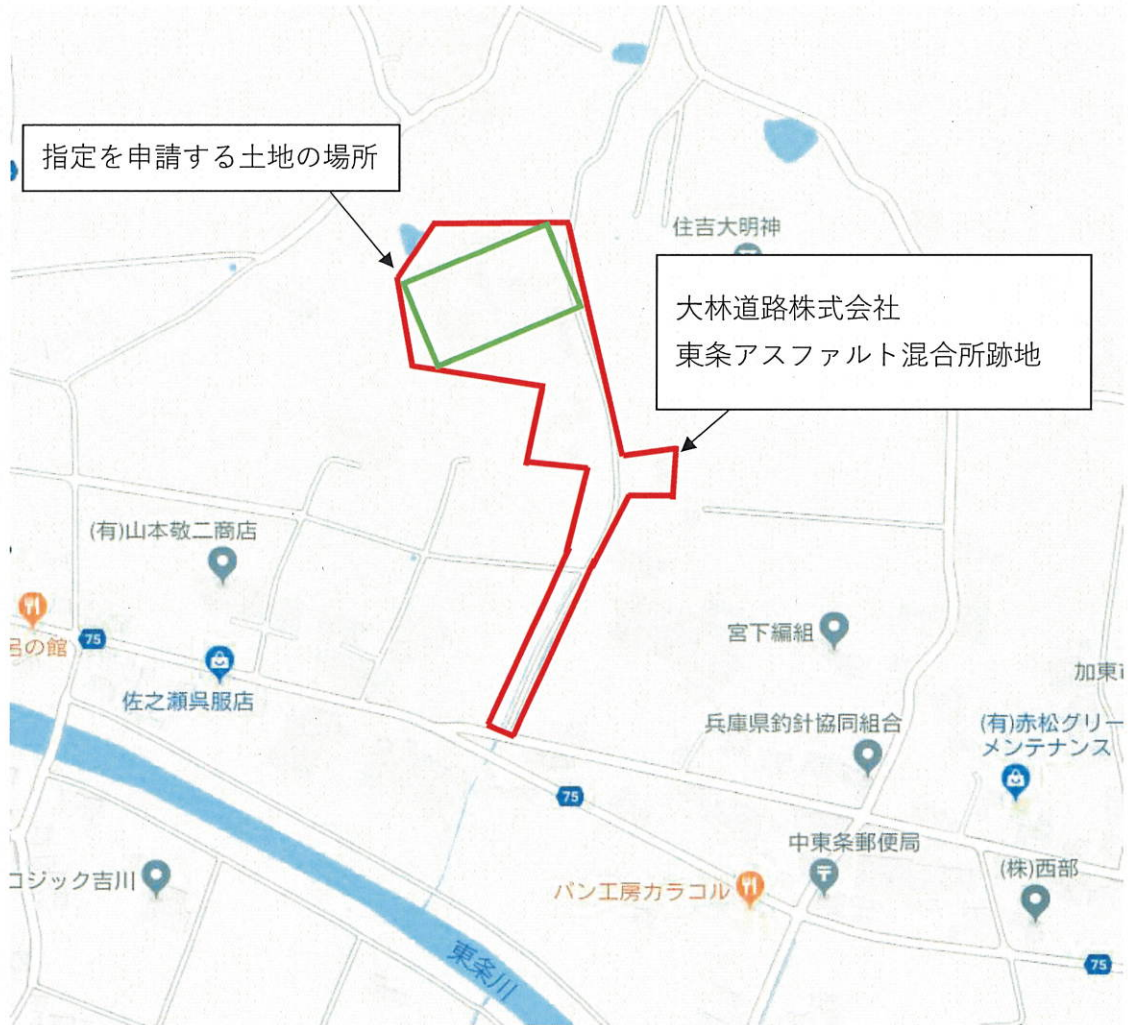 指定を申請する土地の場所
住吉大明神
大林道路株式会社
東条アスファルト混合所跡地
(有)山本敬二商店
呂の館
75
佐之瀬呉服店
宮下編組
加東
兵庫県釣針協同組合
(有)赤松グリー
メンテナンス
75
中東条郵便局
(株)西部
コジック吉川
パン工房カラコル
75
東条川